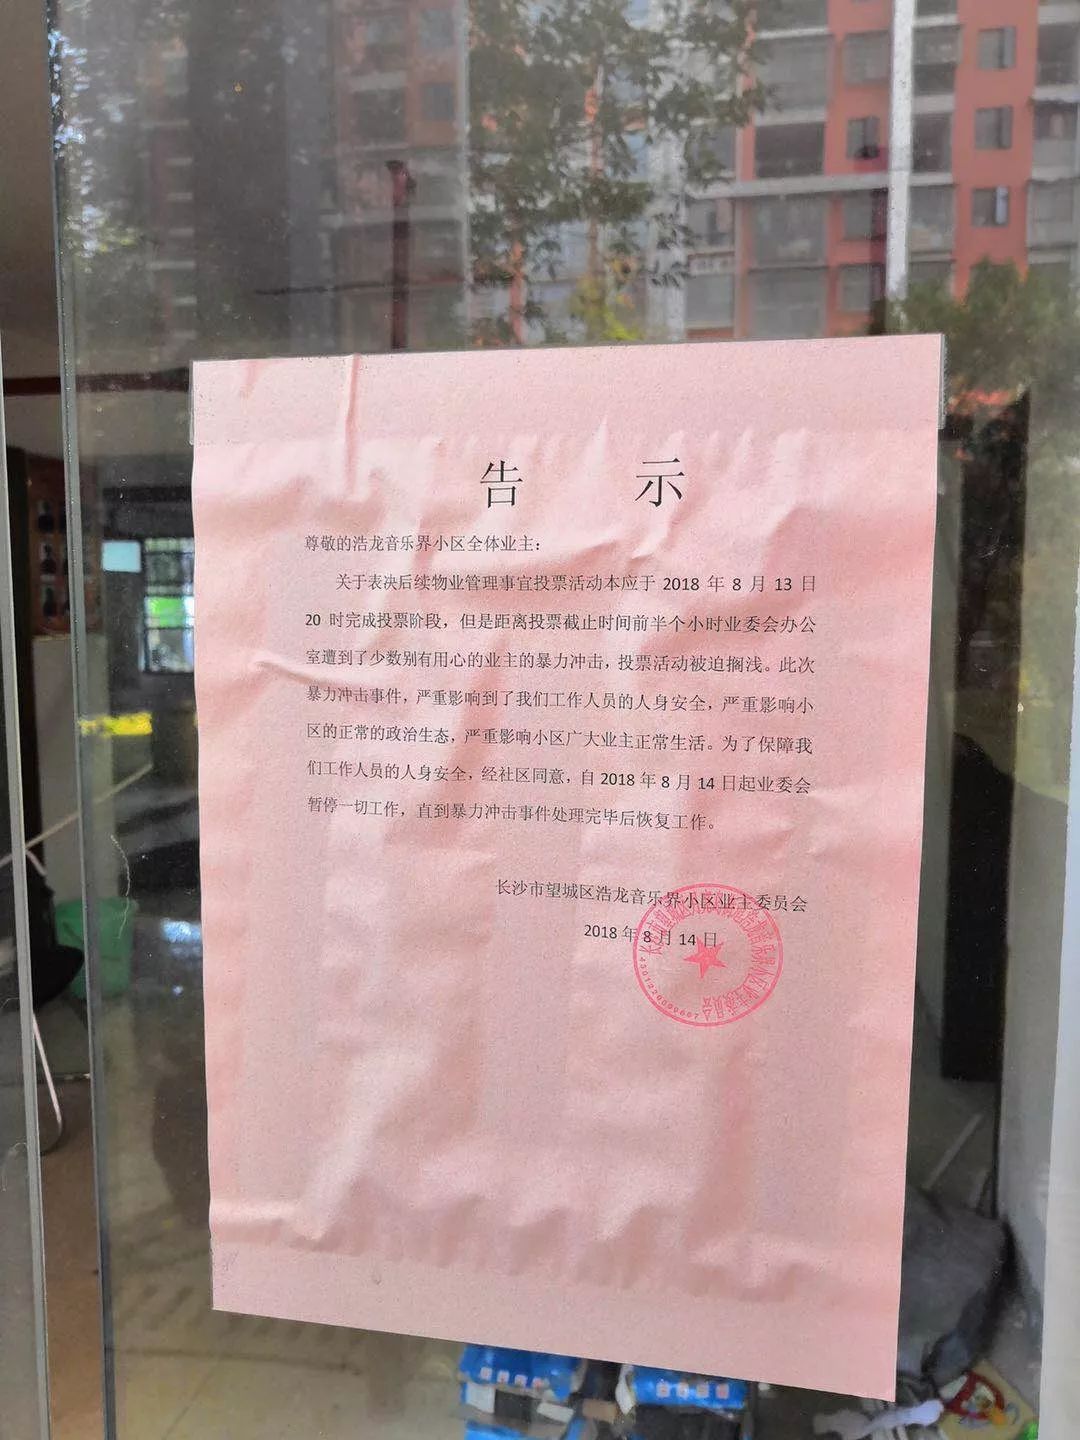 告 示
尊敬的浩龙音乐界小区全体业主：
关于表决后续物业管理事宜投票活动本应于 2018 年 8 月 13 日
20 时完成投票阶段，但是距离投票截止时间前半个小时业委会办公
室遭到了少数别有用心的业主的暴力冲击，投票活动被迫搁浅。此次
暴力冲击事件，严重影响到了我们工作人员的人身安全，严重影响小
区的正常的政治生态，严重影响小区广大业主正常生活。为了保障我
们工作人员的人身安全，经社区同意，自 2018 年 8 月 14 日起业委会
暂停一切工作，直到暴力冲击事件处理完毕后恢复工作。
长沙市望城区浩龙音乐界小区业主委员会
2018 年 8 月 14 日